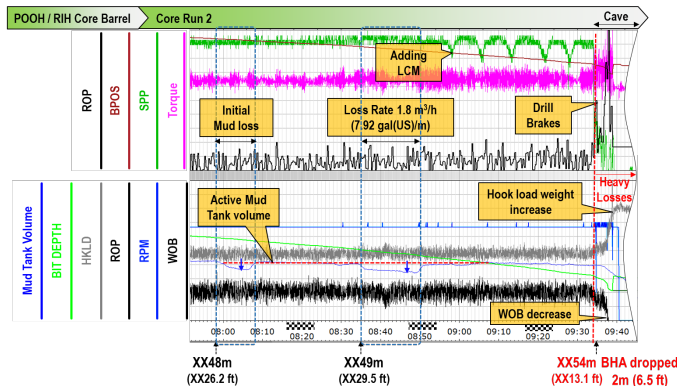 POOH / RIH Core Barrel
Core Run 2
Cave
ROP
BPOS
SPP
Torque
Adding
LCM
Initial
Mud loss
Loss Rate 1.8 m³/h
(7.92 gal(US)/m)
Drill
Brakes
Heavy
Losses
Mud Tank Volume
BIT DEPTH
HKLD
ROP
RPM
WOB
Active Mud
Tank volume
Hook load weight
increase
WOB decrease
08:00
08:10
08:20
08:30
08:40
08:50
09:00
09:10
09:20
09:30
09:40
XX48m
(XX26.2 ft)
XX49m
(XX29.5 ft)
XX54m
(XX13.1 ft)
BHA dropped
2m (6.5 ft)